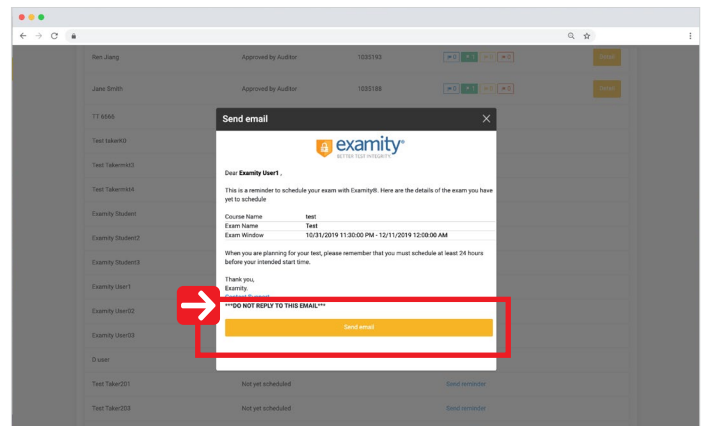 Ren Jiang Approved by Auditor 1035193
Jane Smith Approved by Auditor 1035188
TT 6566
Test taker K9
Test Takermit3
Test Takermit4
Examity Student
Examity Student2
Examity Student3
Examity User1
Examity User02
Examity User03
D user
Test Taker201 Not yet scheduled Send reminder
Test Taker203 Not yet scheduled Send reminder
Send email
examity®
BETTER TEST INTEGRITY
Dear Examity User1 ,
This is a reminder to schedule your exam with Examity®. Here are the details of the exam you have
yet to schedule
Course Name test
Exam Name Test
Exam Window 10/31/2019 11:30:00 PM - 12/11/2019 12:08:00 AM
When you are planning for your test, please remember that you must schedule at least 24 hours
before your intended start time.
Thank you,
Examity.
Contact Support
***DO NOT REPLY TO THIS EMAIL***
Send email